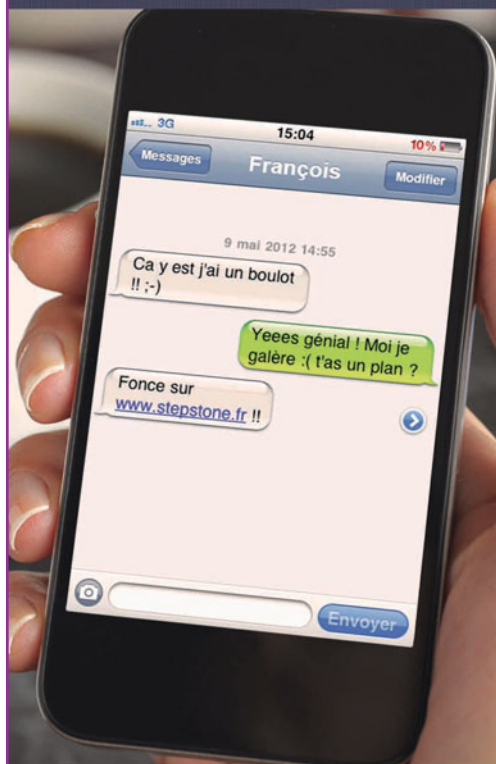 3G
15:04
10%
Messages
François
Modifier
9 mai 2012 14:55
Ca y est j'ai un boulot
!! ;-)
Yeees génial ! Moi je
galère :( t'as un plan ?
Fonce sur
www.stepstone.fr !!
Envoyer